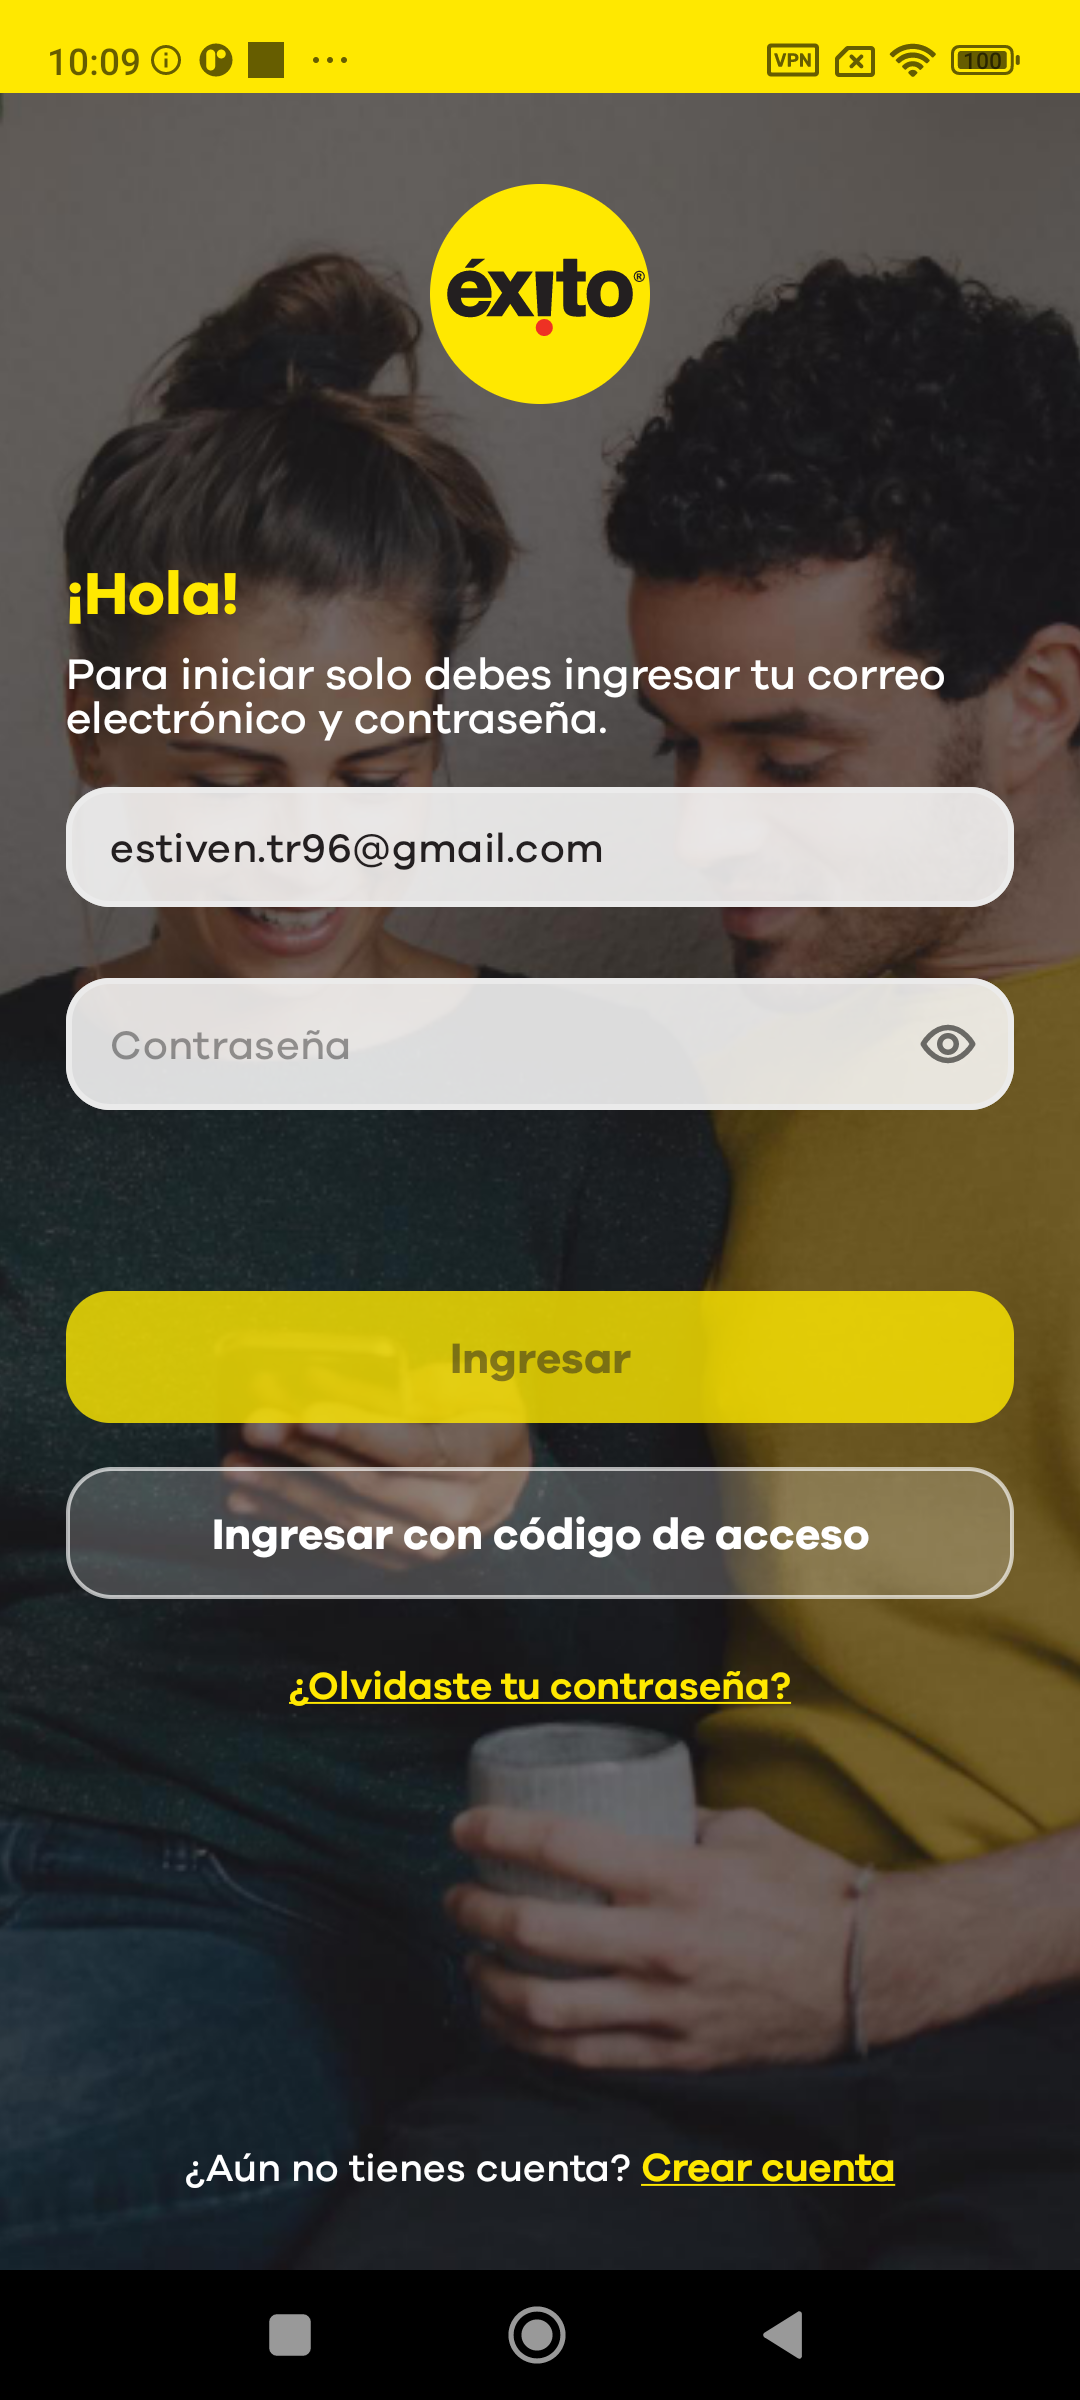 10:09
VPN
100
éxito®
¡Hola!
Para iniciar solo debes ingresar tu correo
electrónico y contraseña.
estiven.tr96@gmail.com
Contraseña
Ingresar
Ingresar con código de acceso
¿Olvidaste tu contraseña?
¿Aún no tienes cuenta? Crear cuenta